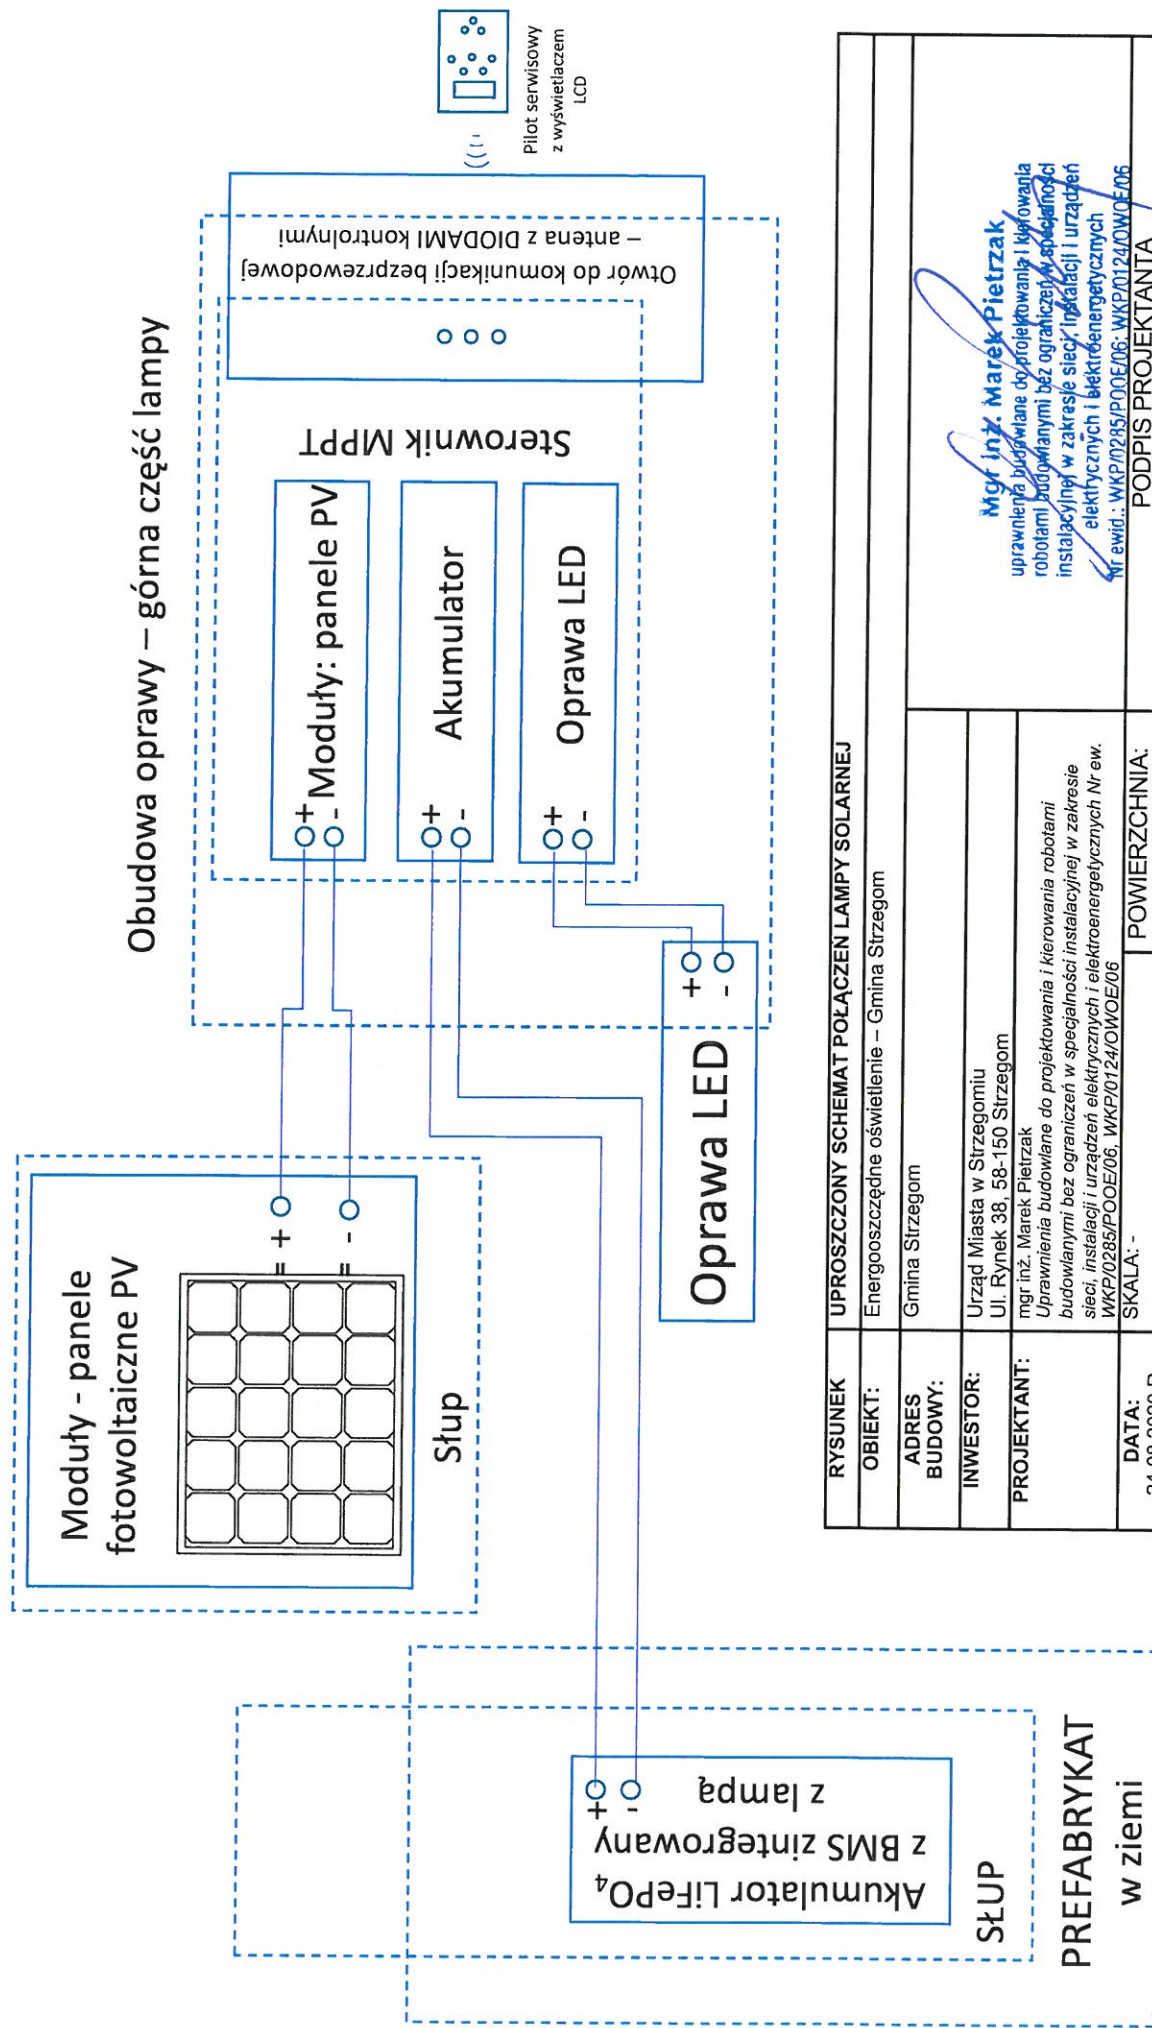 Obudowa oprawy – górna część lampy
Moduły - panele
fotowoltaiczne PV
+
-
Słup
+
-
Moduły: panele PV
+
-
Akumulator
+
-
Oprawa LED
Sterownik MPPT
Otwór do komunikacji bezprzewodowej
– antena z DIODAMI kontrolnymi
Pilot serwisowy
z wyświetlaczem
LCD
Oprawa LED
+
-
Akumulator LiFePO4
z BMS zintegrowany
z lampą
+
-
SŁUP
PREFABRYKAT
w ziemi
RYSUNEK
UPROSZCZONY SCHEMAT POŁĄCZEN LAMPY SOLARNEJ
OBIEKT:
Energooszczędne oświetlenie – Gmina Strzegom
ADRES
BUDOWY:
Gmina Strzegom
INWESTOR:
Urząd Miasta w Strzegomiu
Ul. Rynek 38, 58-150 Strzegom
PROJEKTANT:
mgr inż. Marek Pietrzak
Uprawnienia budowlane do projektowania i kierowania robotami
budowlanymi bez ograniczeń w specjalności instalacyjnej w zakresie
sieci, instalacji i urządzeń elektrycznych i elektroenergetycznych Nr ew.
WKP/0285/POOE/06, WKP/0124/OWOE/06
Mgr inż. Marek Pietrzak
uprawnienia budowlane do projektowania i kierowania
robotami budowlanymi bez ograniczeń w specjalności
instalacyjnej w zakresie sieci, instalacji i urządzeń
elektrycznych i elektroenergetycznych
Nr ewid.: WKP/0285/POOE/06; WKP/0124/OWOE/06
DATA:
SKALA: -
POWIERZCHNIA:
PODPIS PROJEKTANTA